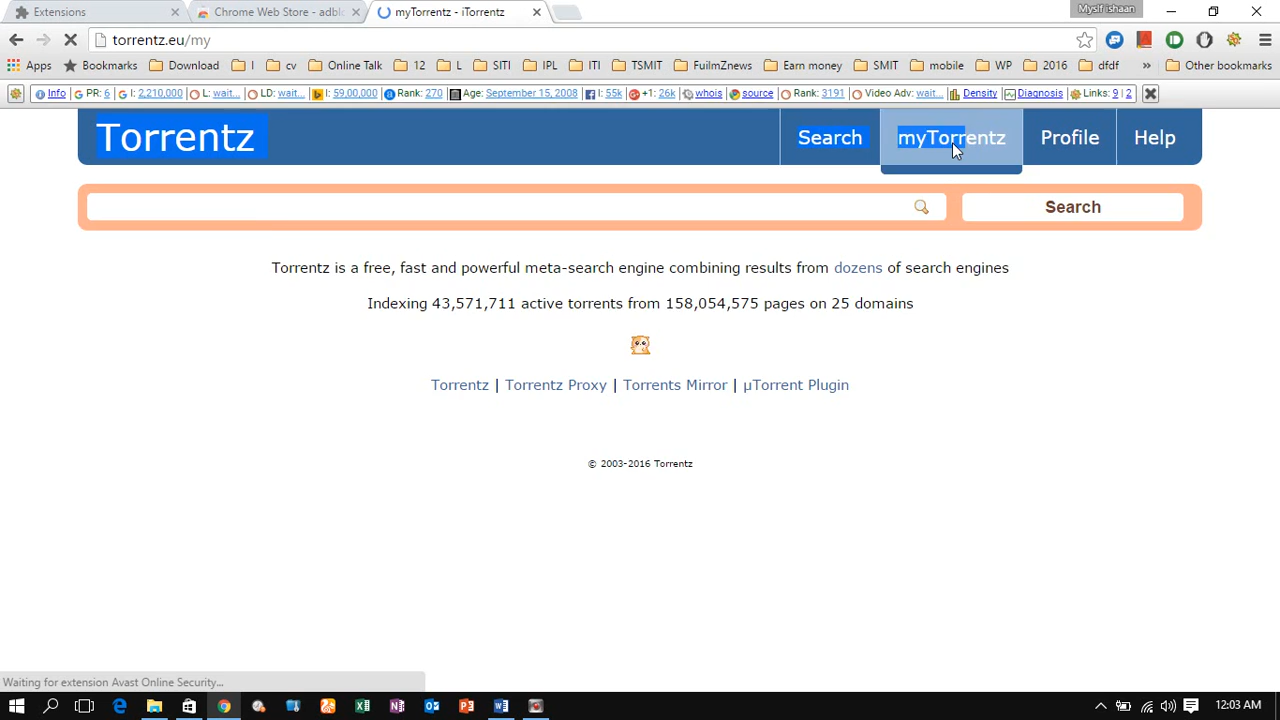 Extensions
Chrome Web Store - adblo
myTorrentz - iTorrentz
Myslf ishaan
torrentz.eu/my
Apps Bookmarks Download I cv Online Talk 12 L SITI IPL ITI TSMIT FuilmZnews Earn money SMIT mobile WP 2016 dfdf » Other bookmarks
Info PR: 6 I: 2,210,000 L: wait... LD: wait... I: 59,00,000 Rank: 270 Age: September 15, 2008 I: 55k +1: 26k whois source Rank: 3191 Video Adv: wait... Density Diagnosis Links: 9 | 2
Torrentz Search myTorrentz Profile Help
Search
Torrentz is a free, fast and powerful meta-search engine combining results from dozens of search engines
Indexing 43,571,711 active torrents from 158,054,575 pages on 25 domains
Torrentz | Torrentz Proxy | Torrents Mirror | µTorrent Plugin
© 2003-2016 Torrentz
Waiting for extension Avast Online Security...
12:03 AM